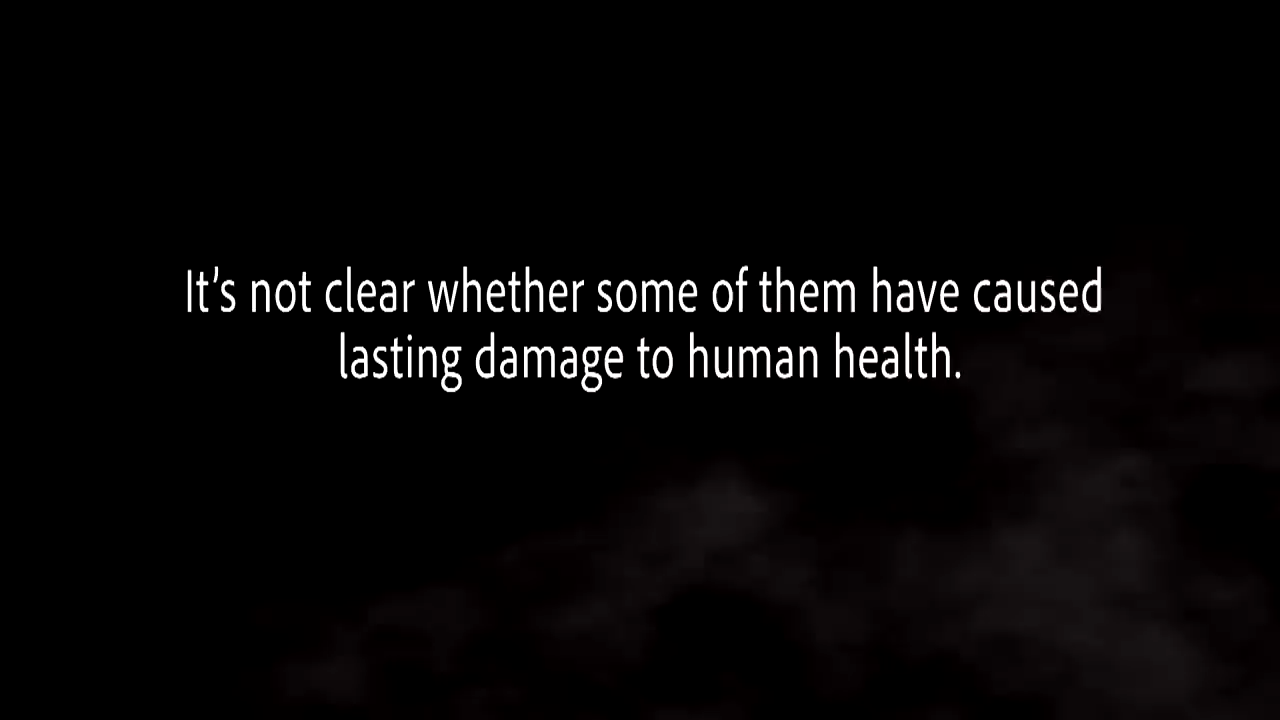 It’s not clear whether some of them have caused
lasting damage to human health.